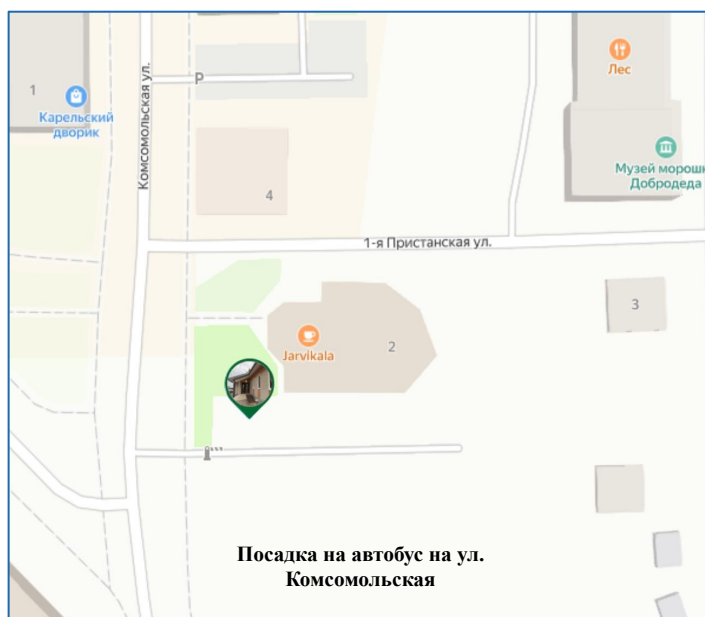 Лес
1
Карельский
дворик
P
Комсомольская ул.
4
Музей морошк
Добродеда
1-я Пристанская ул.
3
Jarvikala
2
Посадка на автобус на ул.
Комсомольская